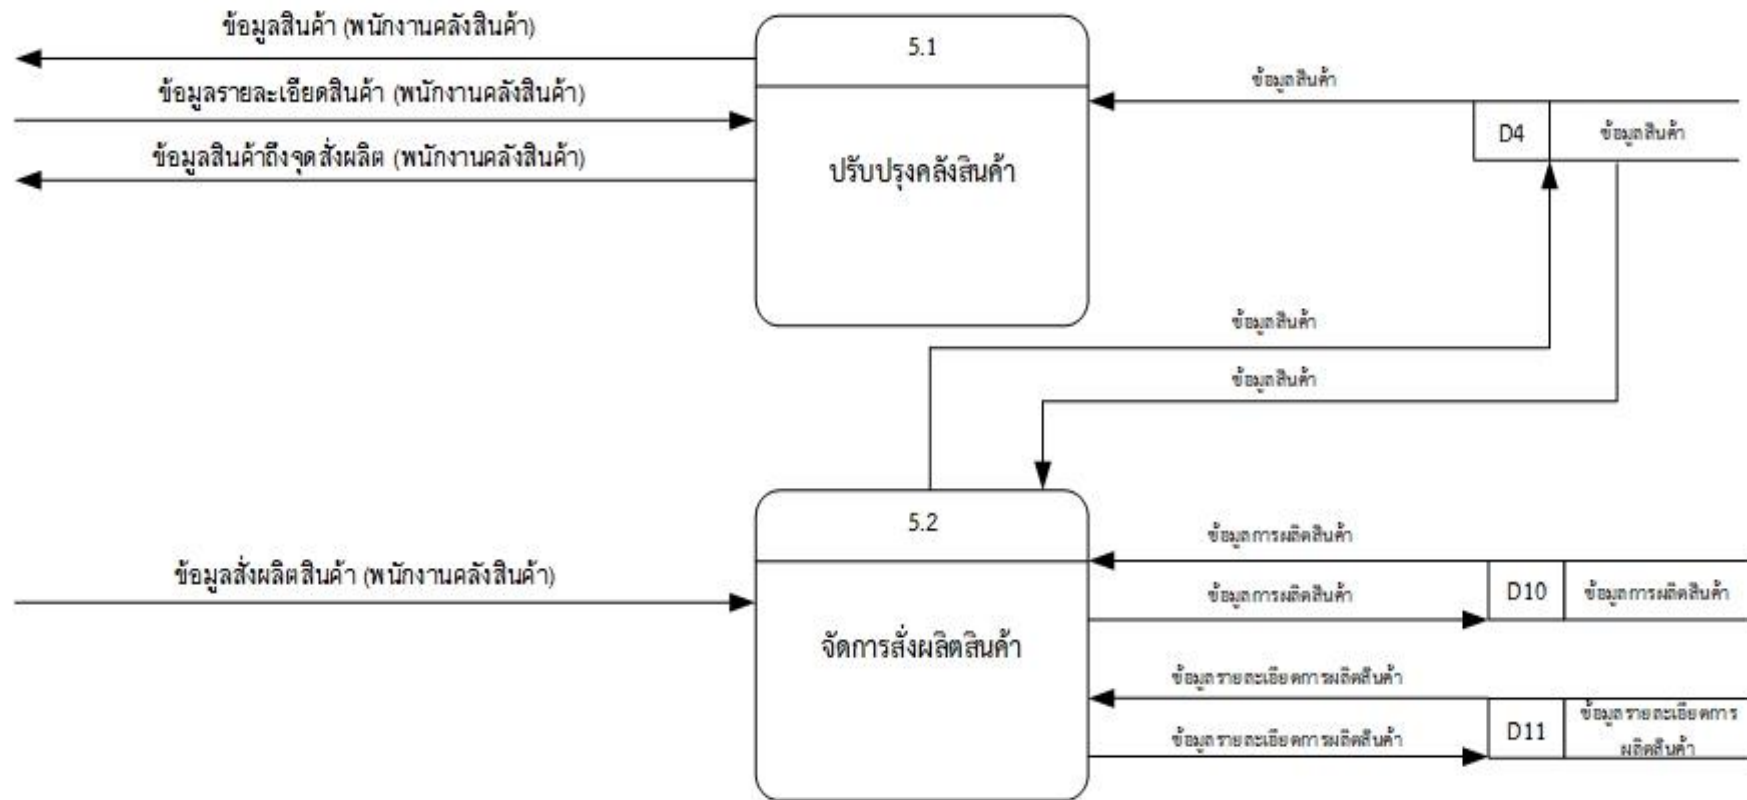 ข้อมูลสินค้า (พนักงานคลังสินค้า)
5.1
ข้อมูลรายละเอียดสินค้า (พนักงานคลังสินค้า)
ข้อมูลสินค้า
D4
ข้อมูลสินค้า
ข้อมูลสินค้าถึงจุดสั่งผลิต (พนักงานคลังสินค้า)
ปรับปรุงคลังสินค้า
ข้อมูลสินค้า
ข้อมูลสินค้า
5.2
ข้อมูลการผลิตสินค้า
ข้อมูลสั่งผลิตสินค้า (พนักงานคลังสินค้า)
ข้อมูลการผลิตสินค้า
D10
ข้อมูลการผลิตสินค้า
จัดการสั่งผลิตสินค้า
ข้อมูลรายละเอียดการผลิตสินค้า
ข้อมูลรายละเอียดการผลิตสินค้า
D11
ข้อมูลรายละเอียดการ
ผลิตสินค้า